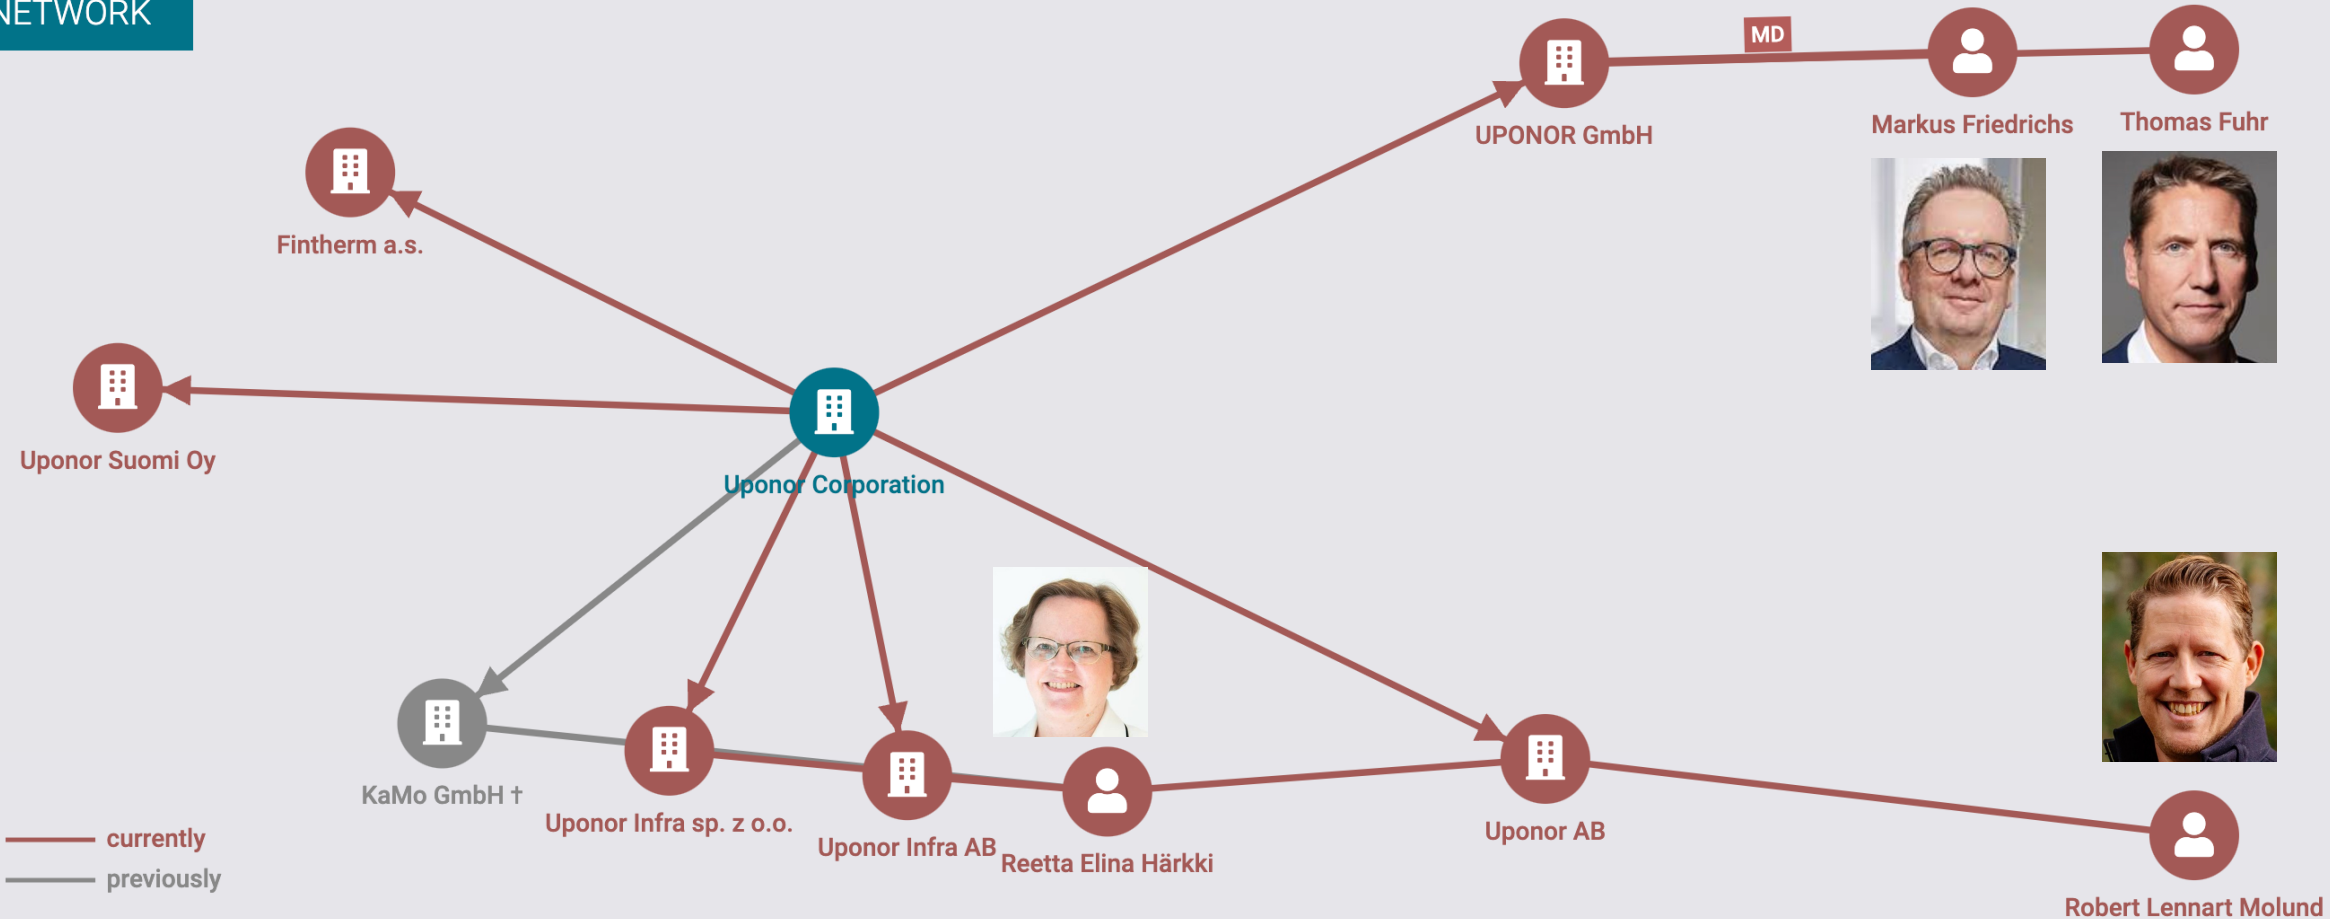 NETWORK
MD
UPONOR GmbH
Markus Friedrichs
Thomas Fuhr
Fintherm a.s.
Uponor Suomi Oy
Uponor Corporation
KaMo GmbH †
Uponor Infra sp. z o.o.
Uponor Infra AB
Reetta Elina Härkki
Uponor AB
Robert Lennart Molund
currently
previously